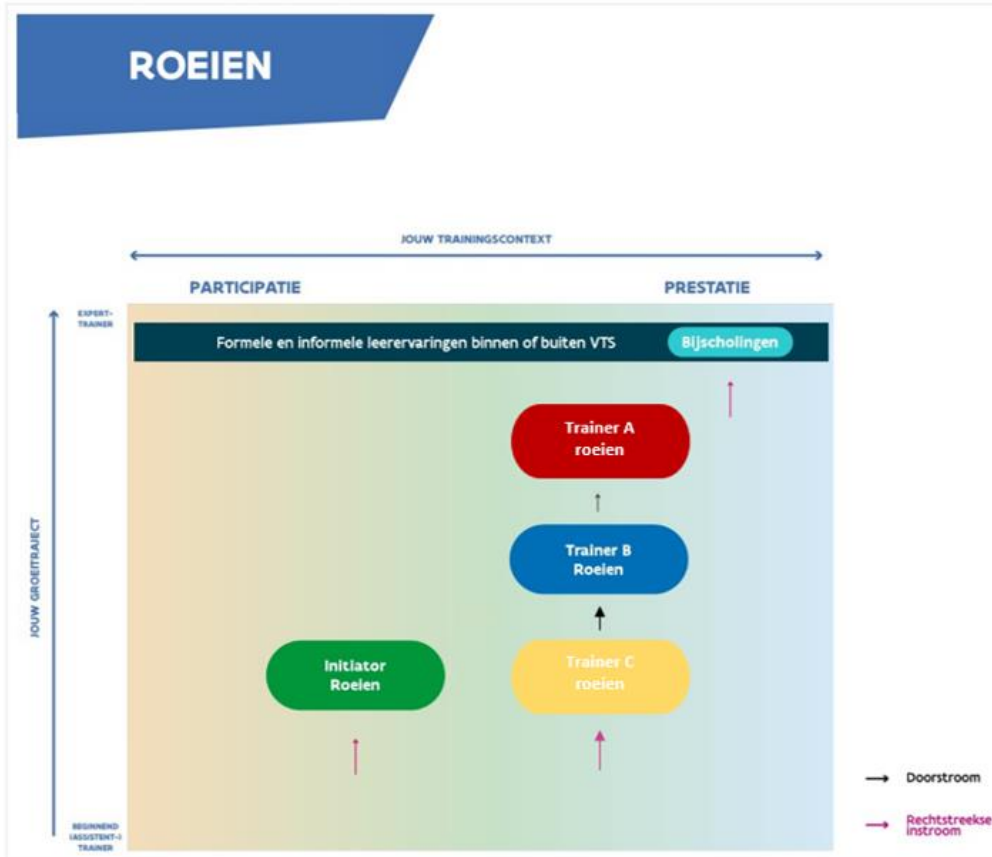 ROEIEN
JOUW TRAININGSCONTEXT
PARTICIPATIE
PRESTATIE
EXPERT-
TRAINER
Formele en informele leerervaringen binnen of buiten VTS
Bijscholingen
Trainer A
roeien
JOUW GROEITRAJECT
Trainer B
Roeien
Initiator
Roeien
Trainer C
roeien
Doorstroom
BEGINNEND
(ASSISTENT-)
TRAINER
Rechtstreekse
instroom